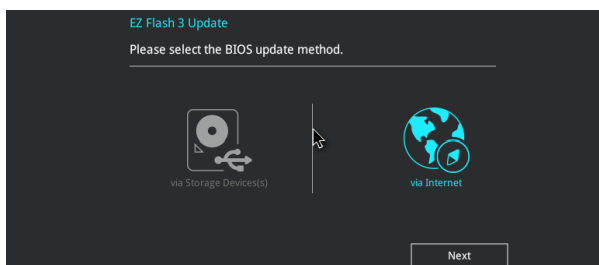 EZ Flash 3 Update
Please select the BIOS update method.
via Storage Devices(s)
via Internet
Next